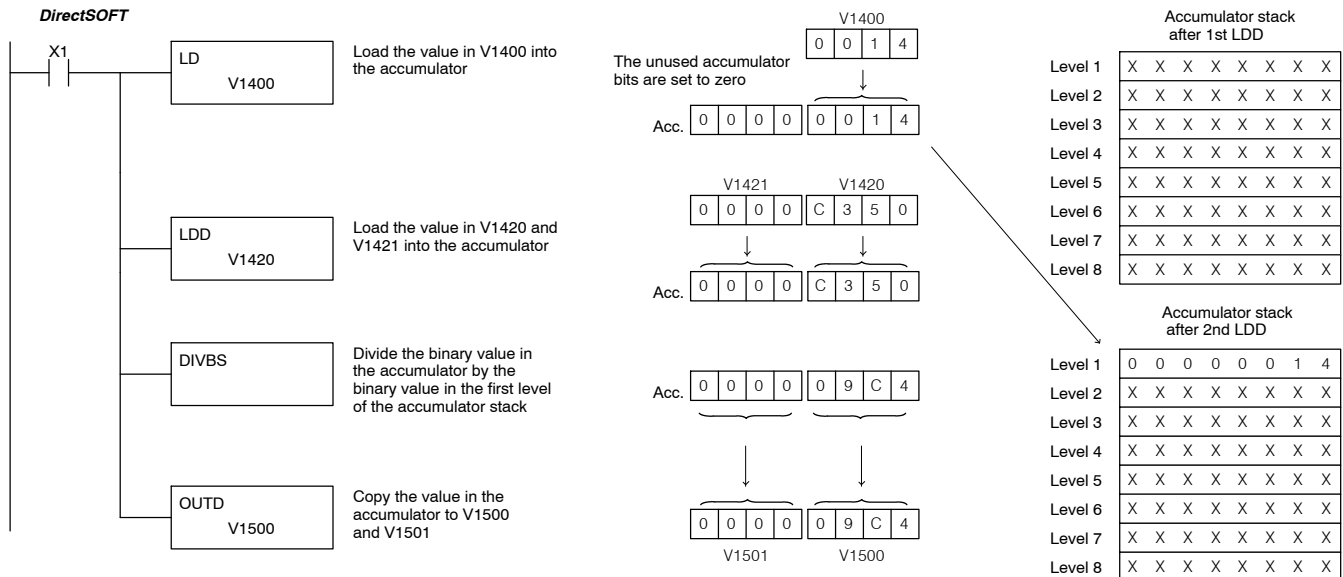 DirectSOFT
X1
LD
V1400
Load the value in V1400 into
the accumulator
LDD
V1420
Load the value in V1420 and
V1421 into the accumulator
DIVBS
Divide the binary value in
the accumulator by the
binary value in the first level
of the accumulator stack
OUTD
V1500
Copy the value in the
accumulator to V1500
and V1501
V1400
0 0 1 4
The unused accumulator
bits are set to zero
Acc. 0 0 0 0 0 0 1 4
V1421 V1420
0 0 0 0 C 3 5 0
Acc. 0 0 0 0 C 3 5 0
Acc. 0 0 0 0 0 9 C 4
0 0 0 0 0 9 C 4
V1501 V1500
Accumulator stack
after 1st LDD
Level 1 X X X X X X X X
Level 2 X X X X X X X X
Level 3 X X X X X X X X
Level 4 X X X X X X X X
Level 5 X X X X X X X X
Level 6 X X X X X X X X
Level 7 X X X X X X X X
Level 8 X X X X X X X X
Accumulator stack
after 2nd LDD
Level 1 0 0 0 0 0 0 1 4
Level 2 X X X X X X X X
Level 3 X X X X X X X X
Level 4 X X X X X X X X
Level 5 X X X X X X X X
Level 6 X X X X X X X X
Level 7 X X X X X X X X
Level 8 X X X X X X X X